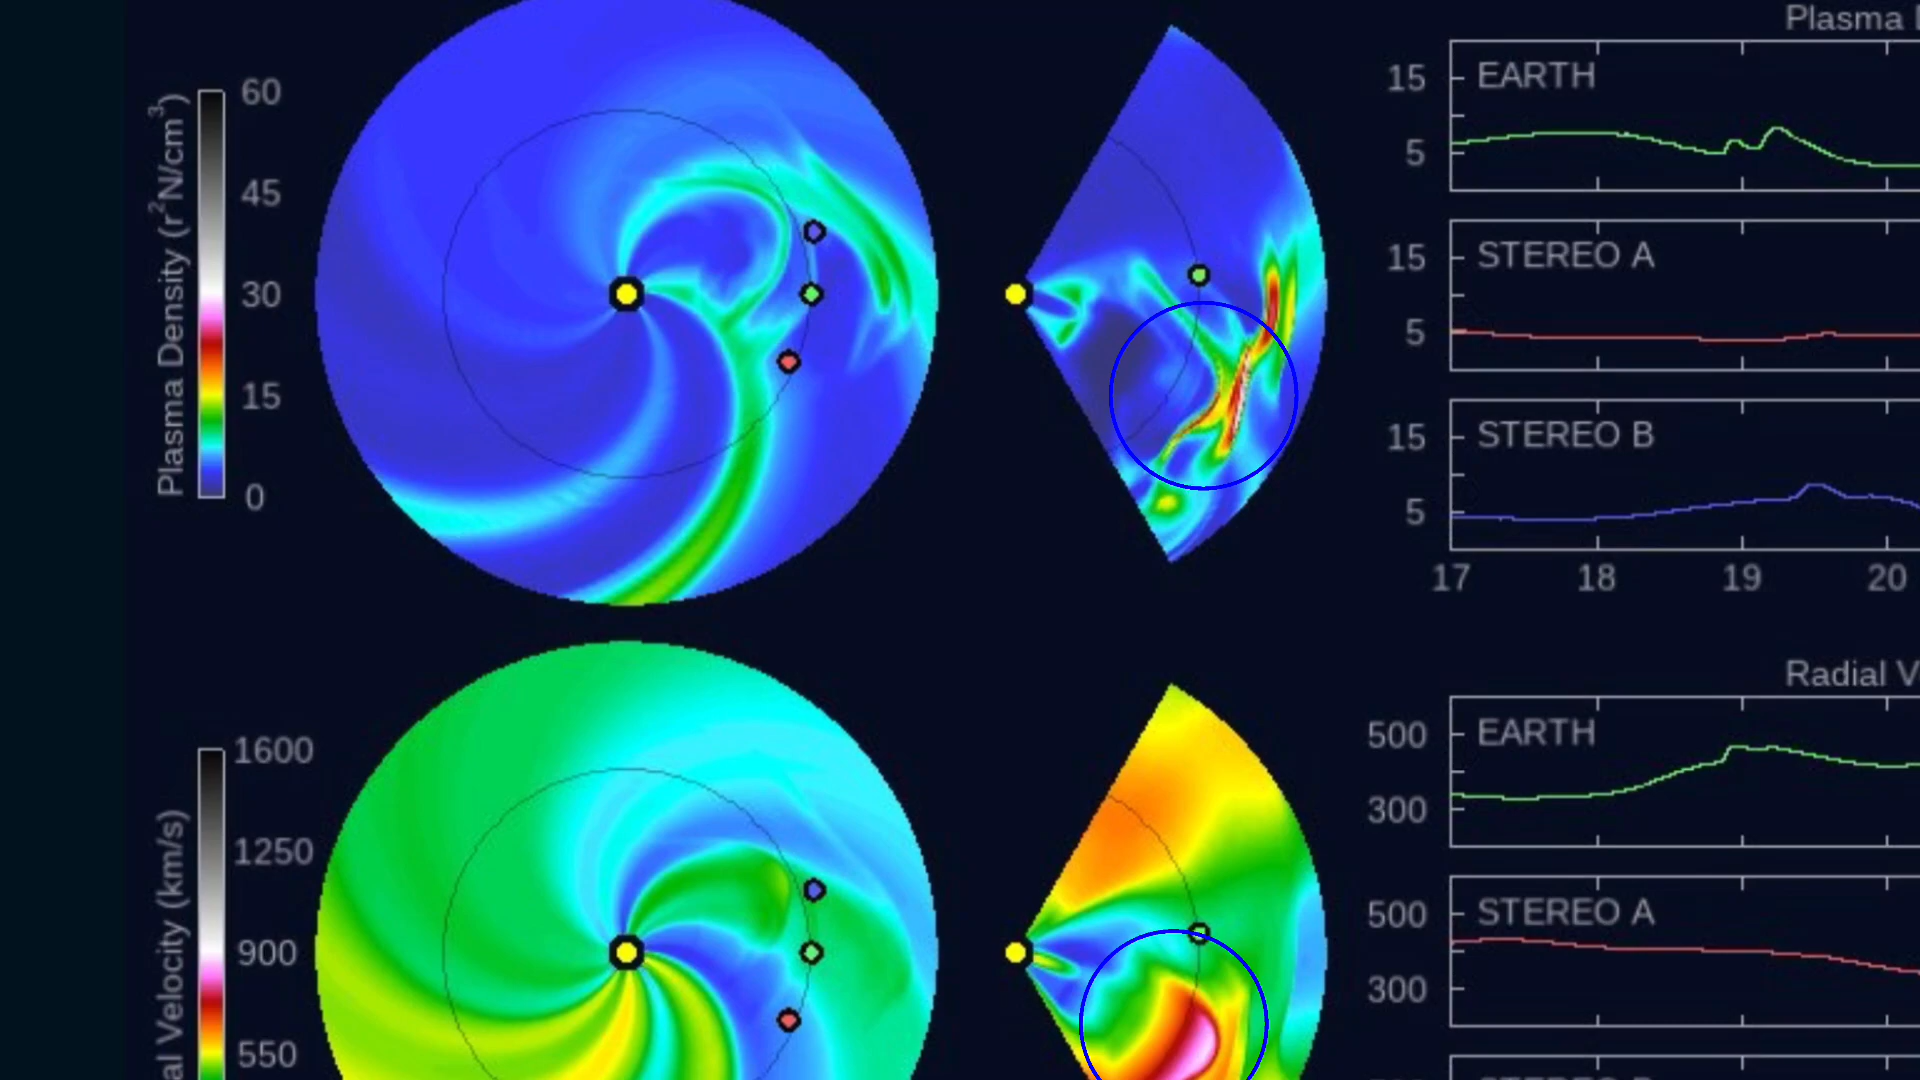 Plasma
Plasma Density (r²N/cm³)
60
45
30
15
0
EARTH
15
5
STEREO A
15
5
STEREO B
15
5
17 18 19 20
Radial V
al Velocity (km/s)
1600
1250
900
550
EARTH
500
300
STEREO A
500
300